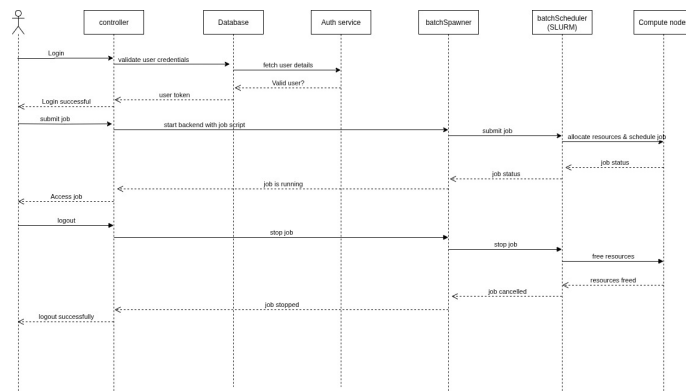 controller
Database
Auth service
batchSpawner
batchScheduler
(SLURM)
Compute node
Login
validate user credentials
fetch user details
Valid user?
user token
Login successful
submit job
start backend with job script
submit job
allocate resources & schedule job
job status
job status
job is running
Access job
logout
stop job
stop job
free resources
resources freed
job cancelled
job stopped
logout successfully